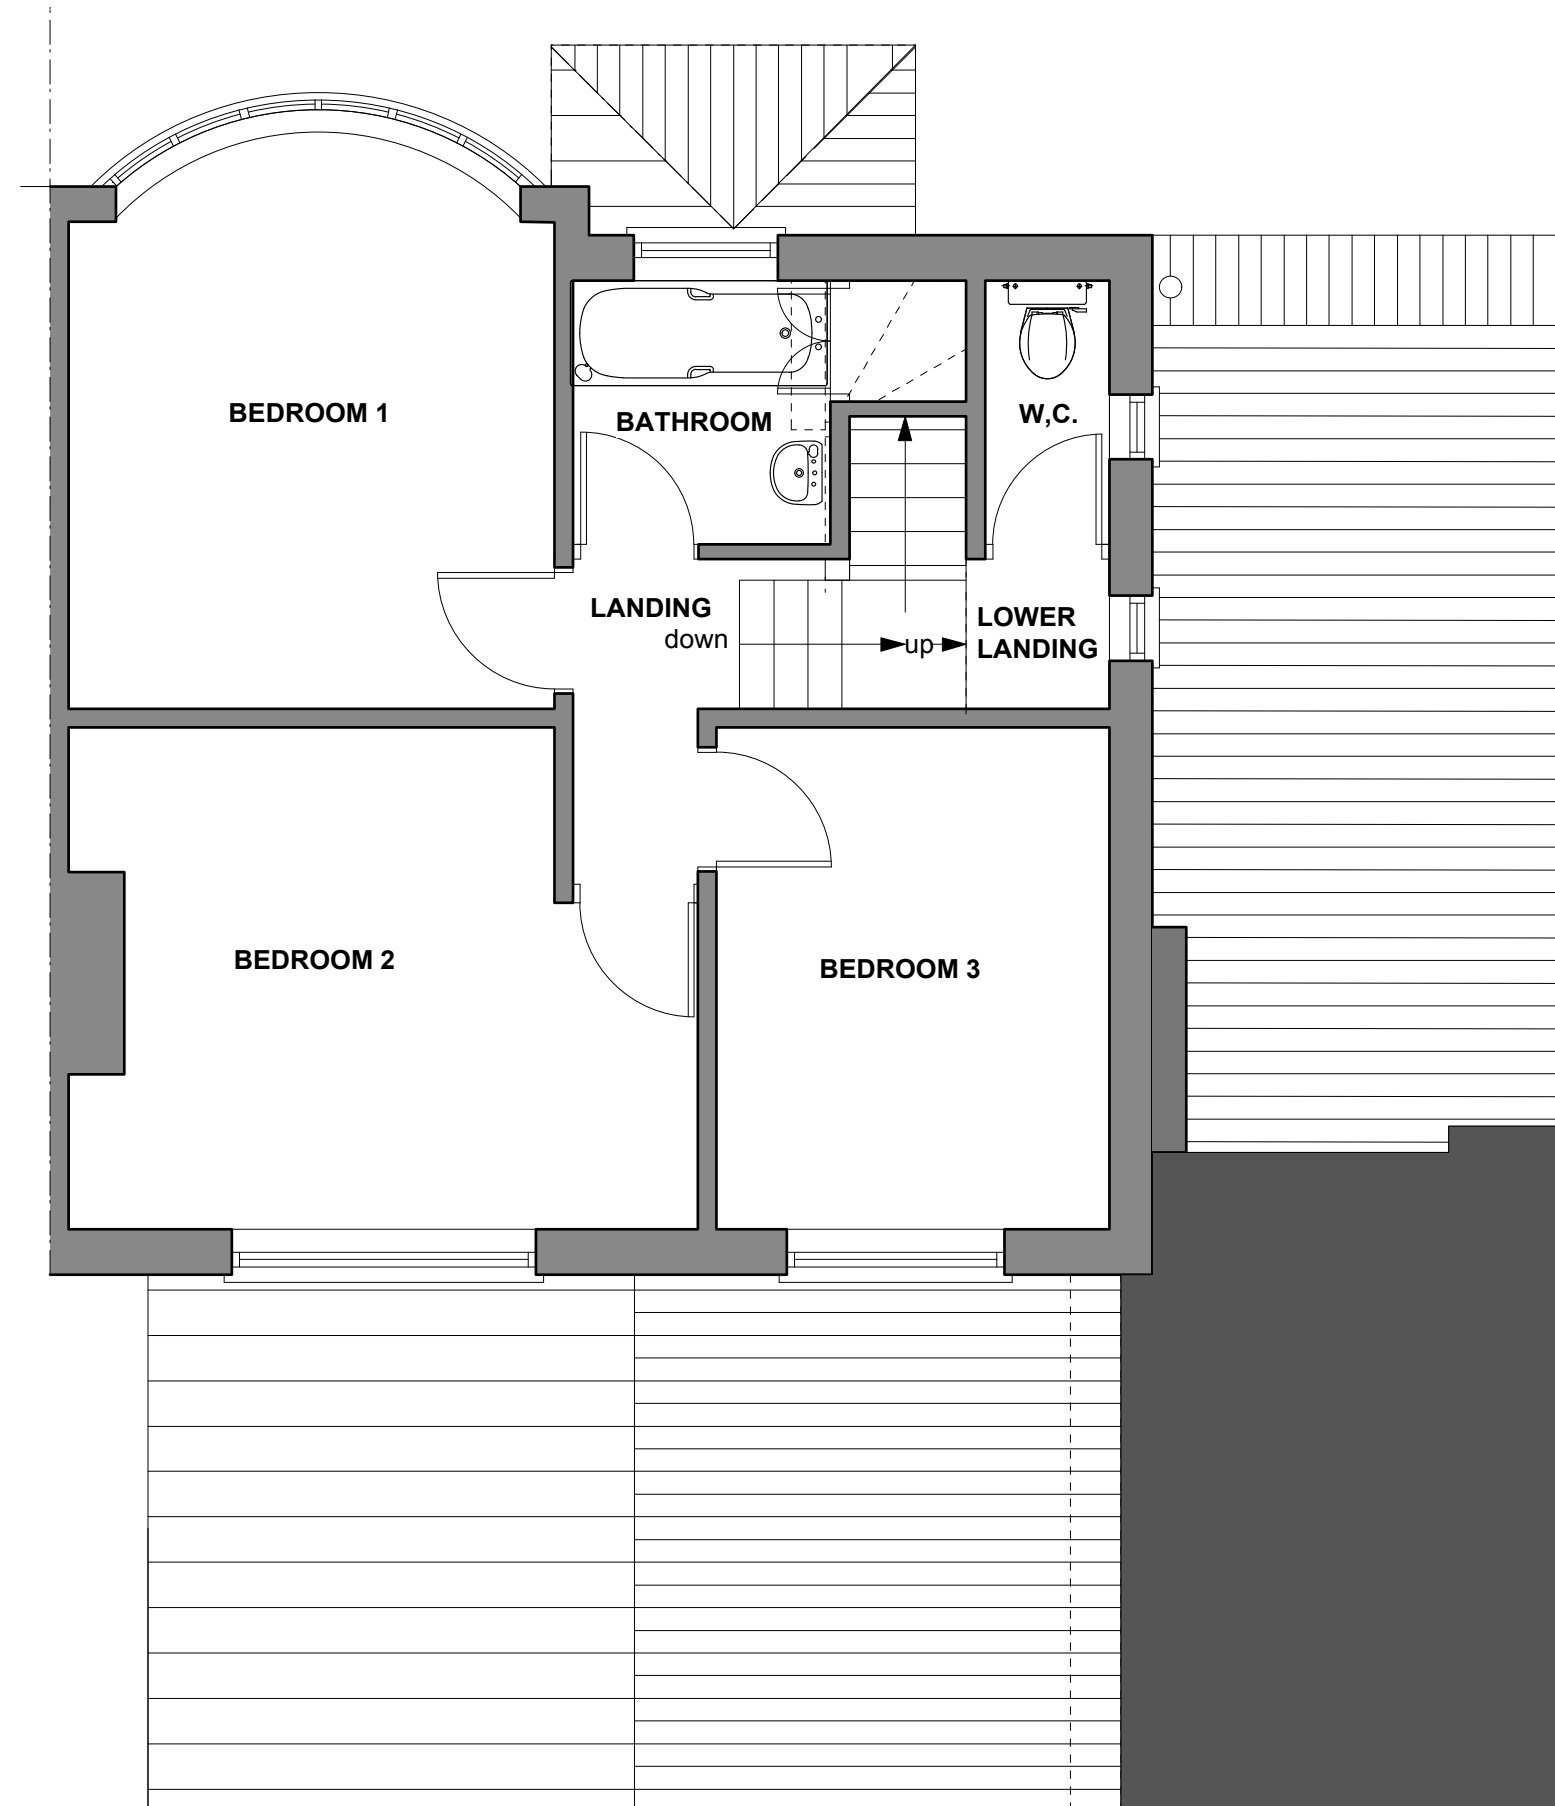 BEDROOM 1
BATHROOM
W,C.
LANDING
down
up
LOWER
LANDING
BEDROOM 2
BEDROOM 3